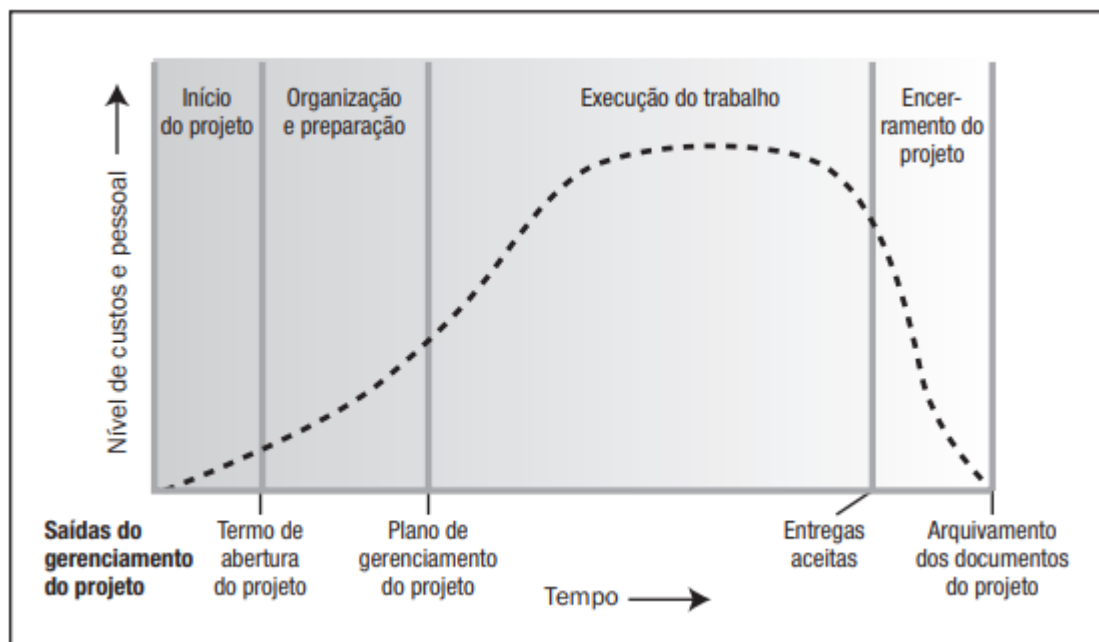 Início
do projeto
Organização
e preparação
Execução do trabalho
Encer-
ramento do
projeto
Nível de custos e pessoal
Saídas do
gerenciamento
do projeto
Termo de
abertura
do projeto
Plano de
gerenciamento
do projeto
Entregas
aceitas
Arquivamento
dos documentos
do projeto
Tempo